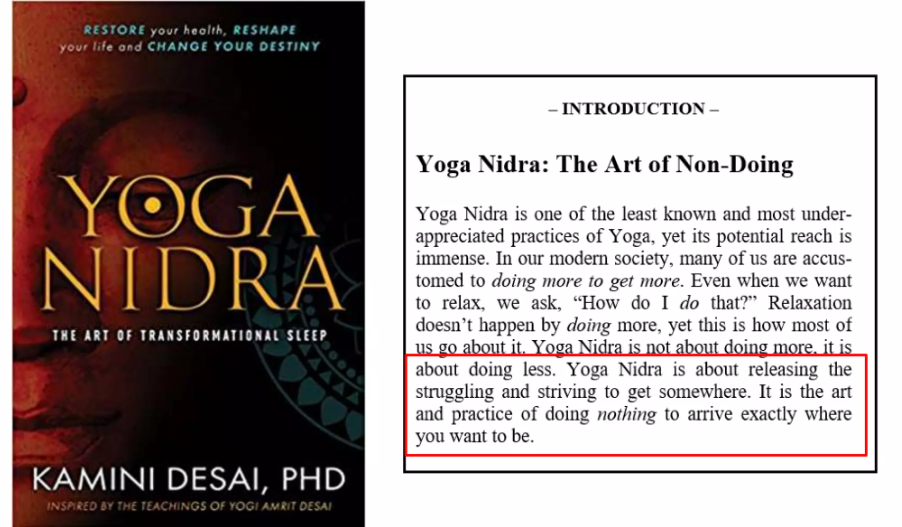 RESTORE your health, RESHAPE
your life and CHANGE YOUR DESTINY
YOGA
NIDRA
THE ART OF TRANSFORMATIONAL SLEEP
KAMINI DESAI, PHD
INSPIRED BY THE TEACHINGS OF YOGI AMRIT DESAI
– INTRODUCTION –
Yoga Nidra: The Art of Non-Doing
Yoga Nidra is one of the least known and most under-
appreciated practices of Yoga, yet its potential reach is
immense. In our modern society, many of us are accus-
tomed to doing more to get more. Even when we want
to relax, we ask, “How do I do that?” Relaxation
doesn’t happen by doing more, yet this is how most of
us go about it. Yoga Nidra is not about doing more, it is
about doing less. Yoga Nidra is about releasing the
struggling and striving to get somewhere. It is the art
and practice of doing nothing to arrive exactly where
you want to be.